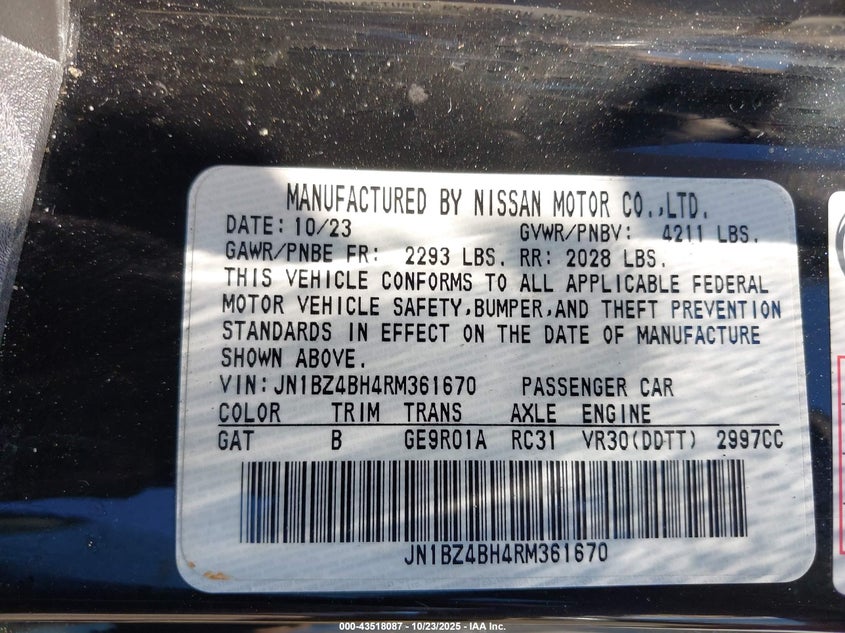 MANUFACTURED BY NISSAN MOTOR CO.,LTD.
DATE: 10/23 GVWR/PNBV: 4211 LBS.
GAWR/PNBE FR: 2293 LBS. RR: 2028 LBS.
THIS VEHICLE CONFORMS TO ALL APPLICABLE FEDERAL
MOTOR VEHICLE SAFETY,BUMPER,AND THEFT PREVENTION
STANDARDS IN EFFECT ON THE DATE OF MANUFACTURE
SHOWN ABOVE.
VIN: JN1BZ4BH4RM361670 PASSENGER CAR
COLOR TRIM TRANS AXLE ENGINE
GAT B GE9R01A RC31 VR30(DDTT) 2997CC
JN1BZ4BH4RM361670
000-43518087 - 10/23/2025 - IAA Inc.